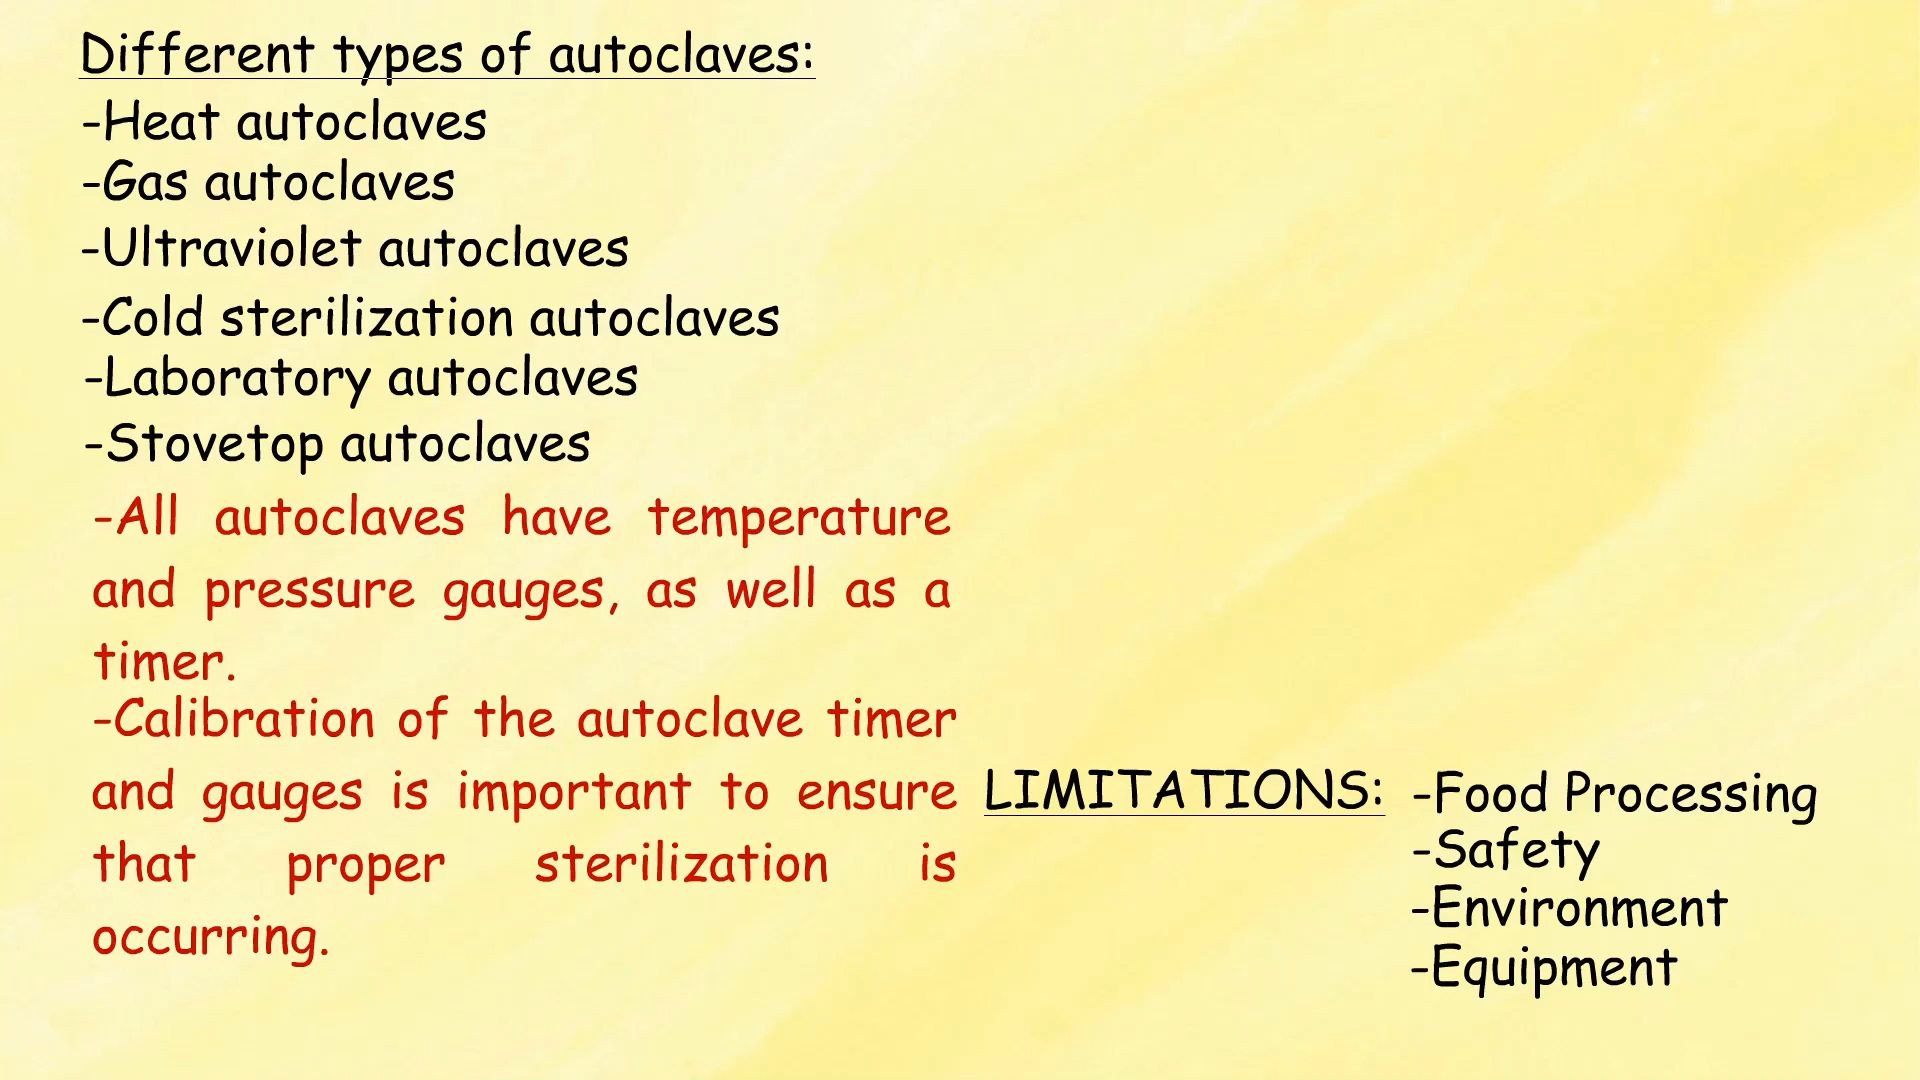 Different types of autoclaves:
-Heat autoclaves
-Gas autoclaves
-Ultraviolet autoclaves
-Cold sterilization autoclaves
-Laboratory autoclaves
-Stovetop autoclaves
-All autoclaves have temperature
and pressure gauges, as well as a
timer.
-Calibration of the autoclave timer
and gauges is important to ensure
that proper sterilization is
occurring.
LIMITATIONS:
-Food Processing
-Safety
-Environment
-Equipment